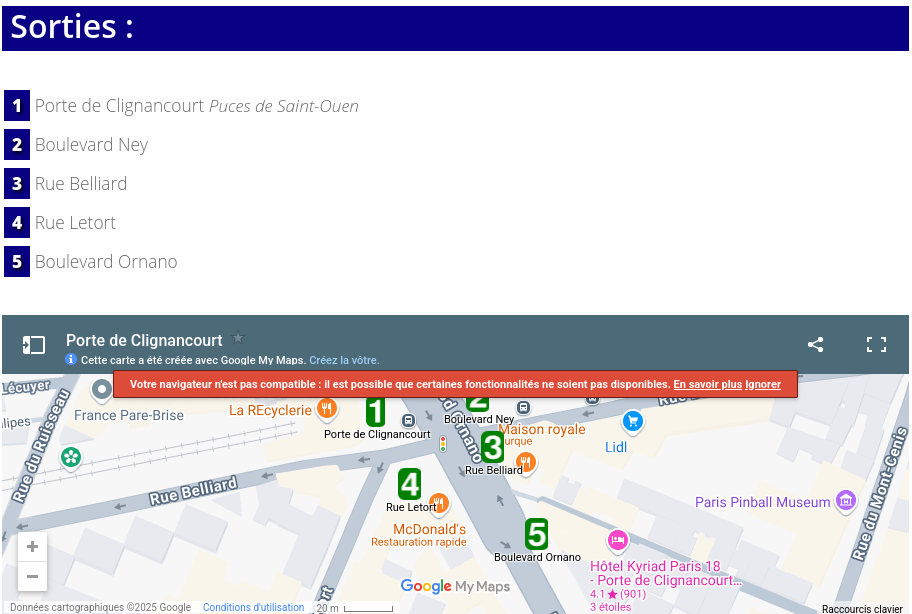 Sorties :
1 Porte de Clignancourt Puces de Saint-Ouen
2 Boulevard Ney
3 Rue Belliard
4 Rue Letort
5 Boulevard Ornano
Porte de Clignancourt
Cette carte a été créée avec Google My Maps. Créez la vôtre.
Votre navigateur n'est pas compatible : il est possible que certaines fonctionnalités ne soient pas disponibles. En savoir plus Ignorer
Lécuyer
Rue du Ruisseau
France Pare-Brise
La REcyclerie
1
Porte de Clignancourt
2
Boulevard Ney
Maison royale
urque
3
Rue Belliard
Lidl
Rue Belliard
4
Rue Letort
McDonald's
Restauration rapide
5
Boulevard Ornano
Paris Pinball Museum
Rue du Mont-Cenis
Hôtel Kyriad Paris 18
- Porte de Clignancourt...
4.1★(901)
3 étoiles
Google My Maps
+
−
Données cartographiques ©2025 Google
Conditions d'utilisation
20 m
Raccourcis clavier